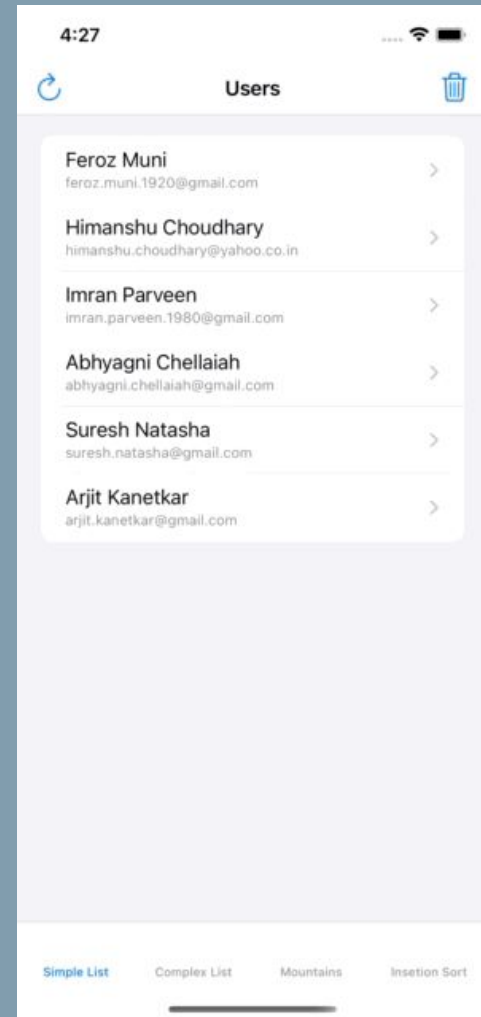 4:27
Users
Feroz Muni
feroz.muni.1920@gmail.com
Himanshu Choudhary
himanshu.choudhary@yahoo.co.in
Imran Parveen
imran.parveen.1980@gmail.com
Abhyagni Chellaiah
abhyagni.chellaiah@gmail.com
Suresh Natasha
suresh.natasha@gmail.com
Arjit Kanetkar
arjit.kanetkar@gmail.com
Simple List Complex List Mountains Insetion Sort